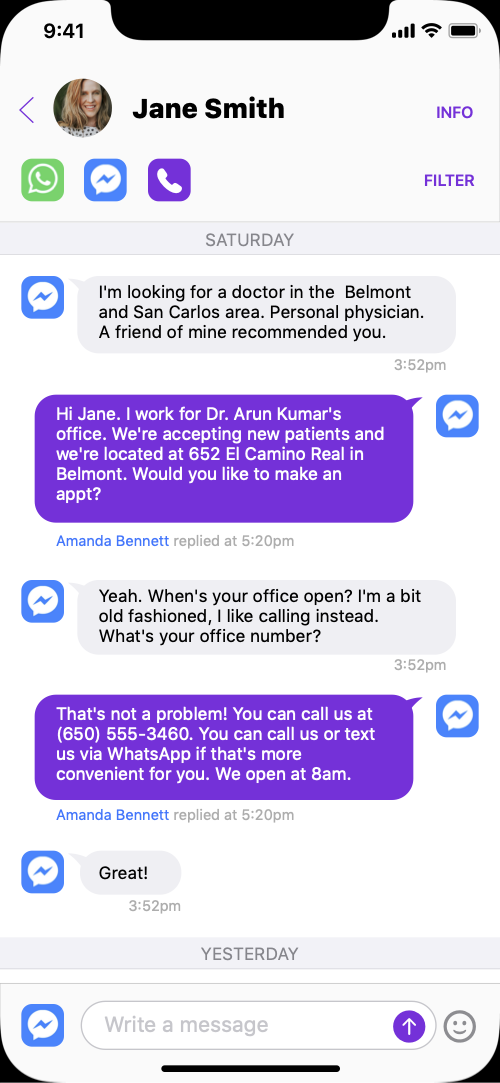 9:41
Jane Smith
INFO
FILTER
SATURDAY
I'm looking for a doctor in the  Belmont
and San Carlos area. Personal physician.
A friend of mine recommended you.
3:52pm
Hi Jane. I work for Dr. Arun Kumar's
office. We're accepting new patients and
we're located at 652 El Camino Real in
Belmont. Would you like to make an
appt?
Amanda Bennett replied at 5:20pm
Yeah. When's your office open? I'm a bit
old fashioned, I like calling instead.
What's your office number?
3:52pm
That's not a problem! You can call us at
(650) 555-3460. You can call us or text
us via WhatsApp if that's more
convenient for you. We open at 8am.
Amanda Bennett replied at 5:20pm
Great!
3:52pm
YESTERDAY
Write a message